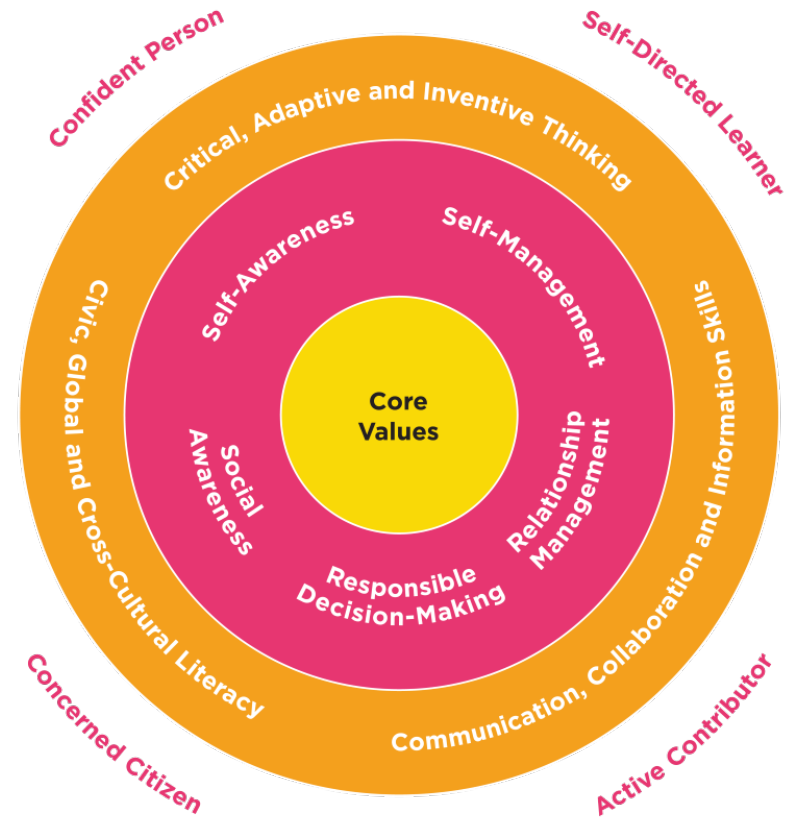 Confident Person
Self-Directed Learner
Critical, Adaptive and Inventive Thinking
Self-Awareness
Self-Management
Civic, Global and Cross-Cultural Literacy
Communication, Collaboration and Information Skills
Core
Values
Social
Awareness
Relationship
Management
Responsible
Decision-Making
Concerned Citizen
Active Contributor